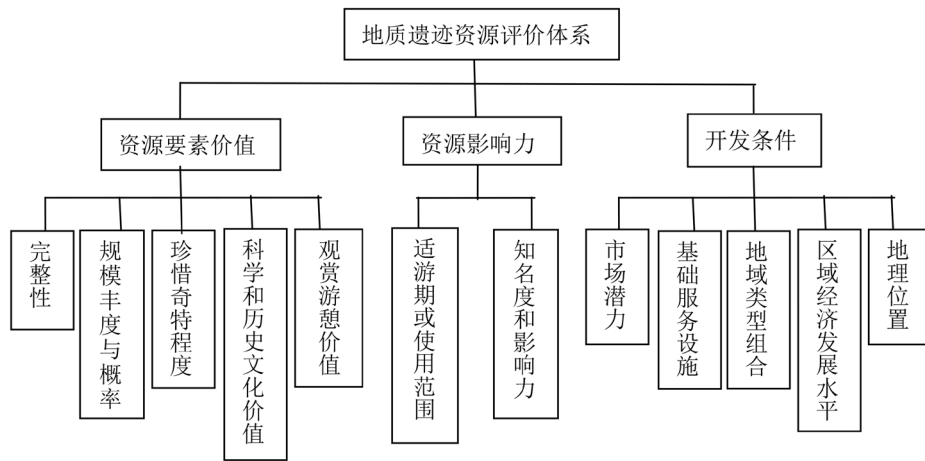 地质遗迹资源评价体系
资源要素价值
资源影响力
开发条件
完整性
规模丰度与概率
珍惜奇特程度
科学和历史文化价值
观赏游憩价值
适游期或使用范围
知名度和影响力
市场潜力
基础服务设施
地域类型组合
区域经济发展水平
地理位置